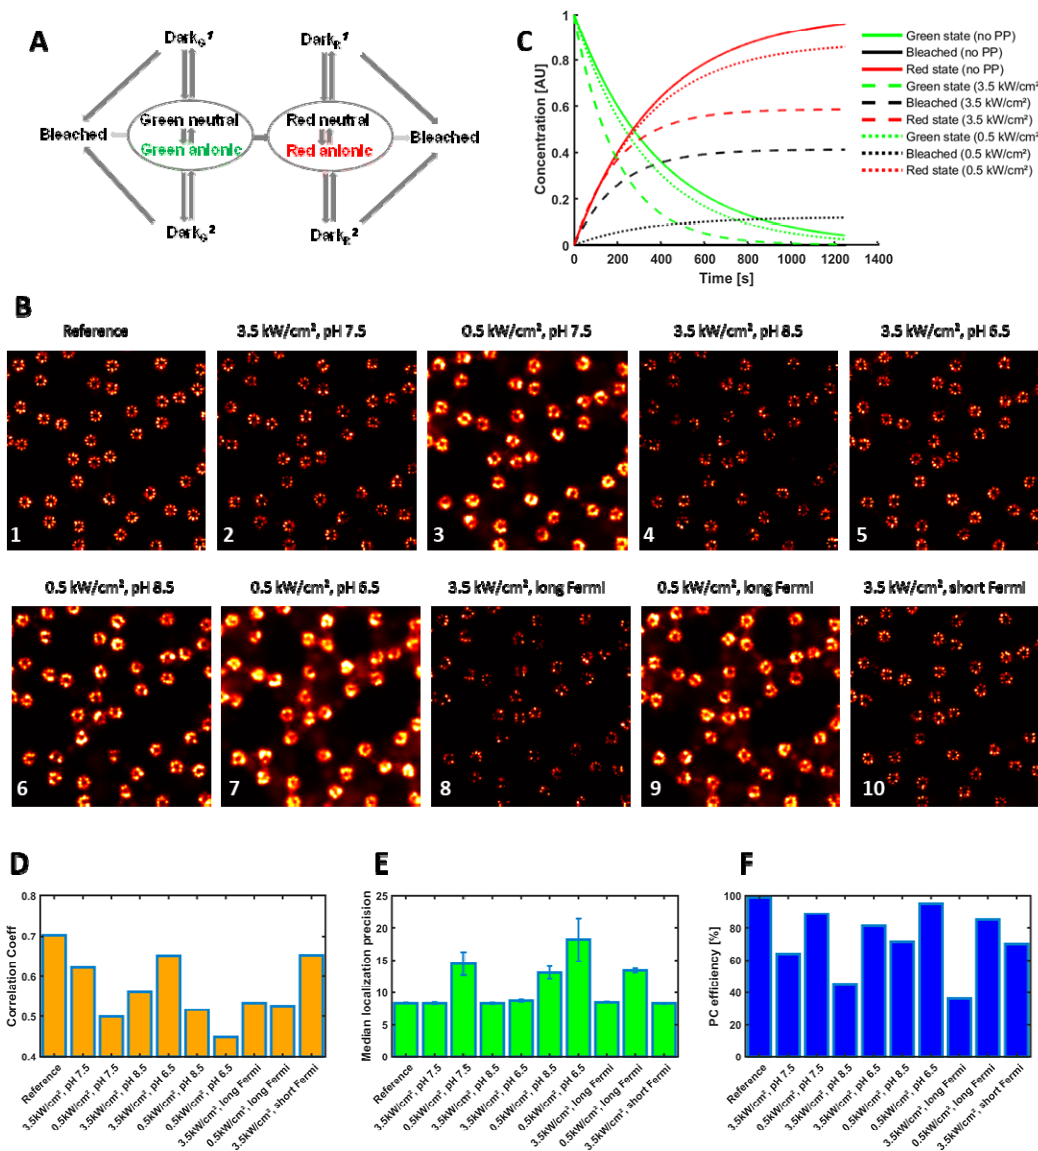 A
Dark_G^1
Dark_R^1
Bleached
Green neutral
Green anionic
Red neutral
Red anionic
Bleached
Dark_G^2
Dark_R^2
C
Concentration [AU]
1
0.8
0.6
0.4
0.2
0
0 200 400 600 800 1000 1200 1400
Time [s]
Green state (no PP)
Bleached (no PP)
Red state (no PP)
Green state (3.5 kW/cm²)
Bleached (3.5 kW/cm²)
Red state (3.5 kW/cm²)
Green state (0.5 kW/cm²)
Bleached (0.5 kW/cm²)
Red state (0.5 kW/cm²)
B
Reference
3.5 kW/cm², pH 7.5
0.5 kW/cm², pH 7.5
3.5 kW/cm², pH 8.5
3.5 kW/cm², pH 6.5
1
2
3
4
5
0.5 kW/cm², pH 8.5
0.5 kW/cm², pH 6.5
3.5 kW/cm², long Fermi
0.5 kW/cm², long Fermi
3.5 kW/cm², short Fermi
6
7
8
9
10
D
Correlation Coeff
0.8
0.7
0.6
0.5
0.4
Reference
3.5kW/cm², pH 7.5
0.5kW/cm², pH 7.5
3.5kW/cm², pH 8.5
3.5kW/cm², pH 6.5
0.5kW/cm², pH 8.5
0.5kW/cm², pH 6.5
3.5kW/cm², long Fermi
0.5kW/cm², long Fermi
3.5kW/cm², short Fermi
E
Median localization precision
25
20
15
10
5
0
Reference
3.5kW/cm², pH 7.5
0.5kW/cm², pH 7.5
3.5kW/cm², pH 8.5
3.5kW/cm², pH 6.5
0.5kW/cm², pH 8.5
0.5kW/cm², pH 6.5
3.5kW/cm², long Fermi
0.5kW/cm², long Fermi
3.5kW/cm², short Fermi
F
PC efficiency [%]
100
80
60
40
20
0
Reference
3.5kW/cm², pH 7.5
0.5kW/cm², pH 7.5
3.5kW/cm², pH 8.5
3.5kW/cm², pH 6.5
0.5kW/cm², pH 8.5
0.5kW/cm², pH 6.5
3.5kW/cm², long Fermi
0.5kW/cm², long Fermi
3.5kW/cm², short Fermi